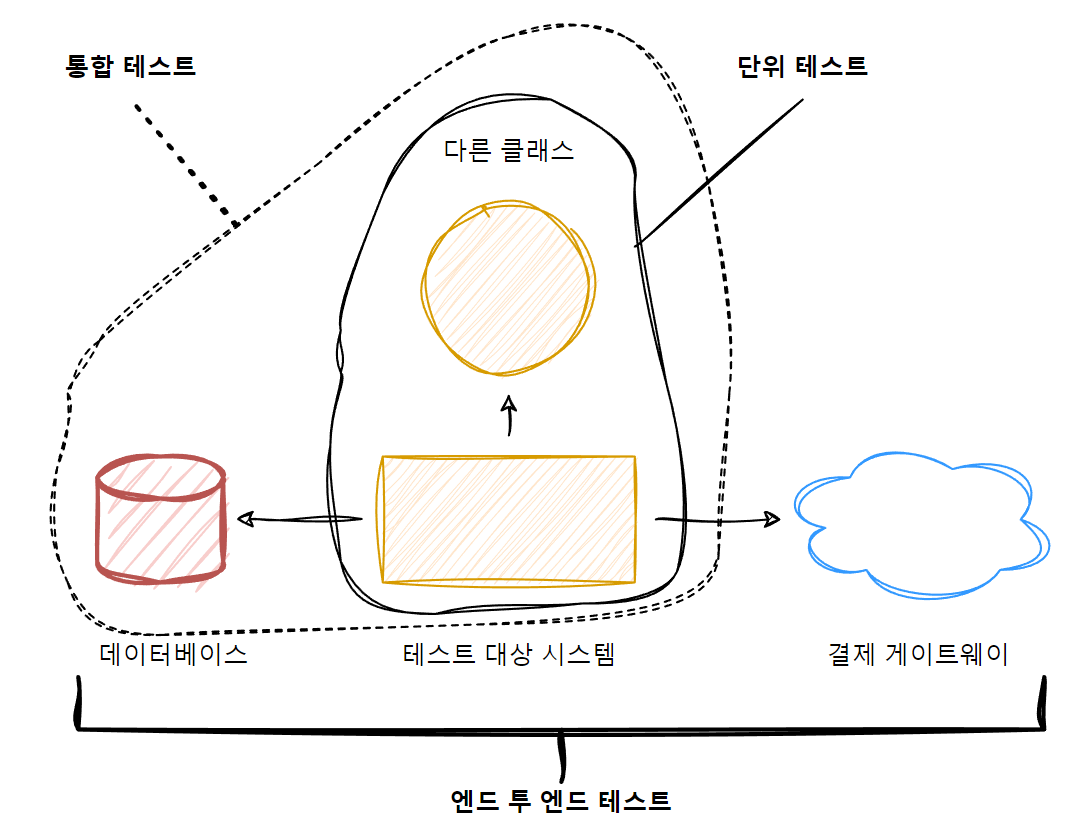 통합 테스트
단위 테스트
다른 클래스
데이터베이스
테스트 대상 시스템
결제 게이트웨이
엔드 투 엔드 테스트